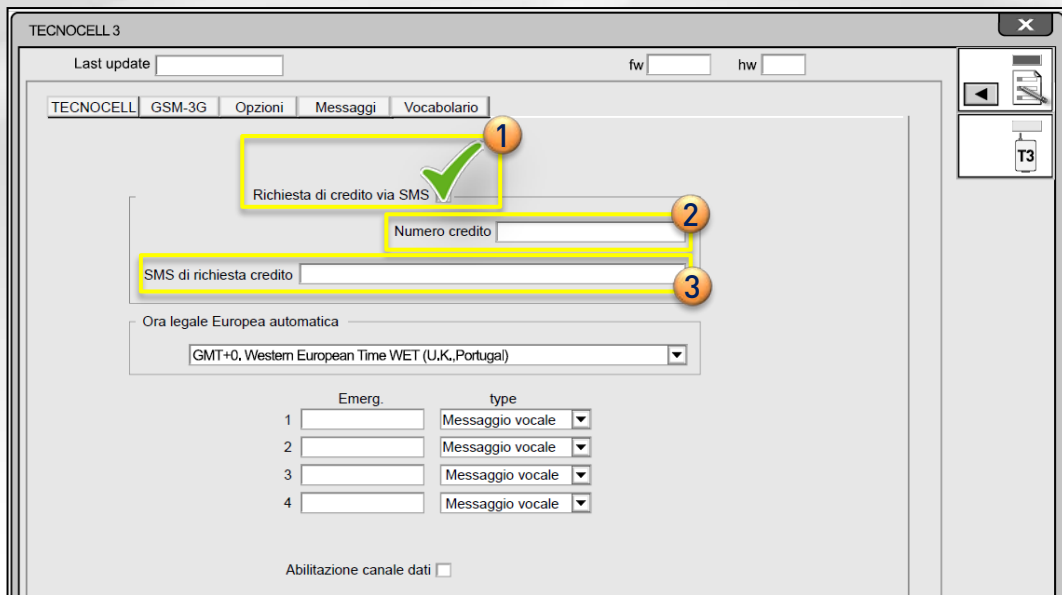 TECNOCELL 3
X
Last update fw hw
TECNOCELL GSM-3G Opzioni Messaggi Vocabolario
1
T3
Richiesta di credito via SMS
2
Numero credito
SMS di richiesta credito
3
Ora legale Europea automatica
GMT+0, Western European Time WET (U.K.,Portugal)
Emerg. type
1 Messaggio vocale
2 Messaggio vocale
3 Messaggio vocale
4 Messaggio vocale
Abilitazione canale dati